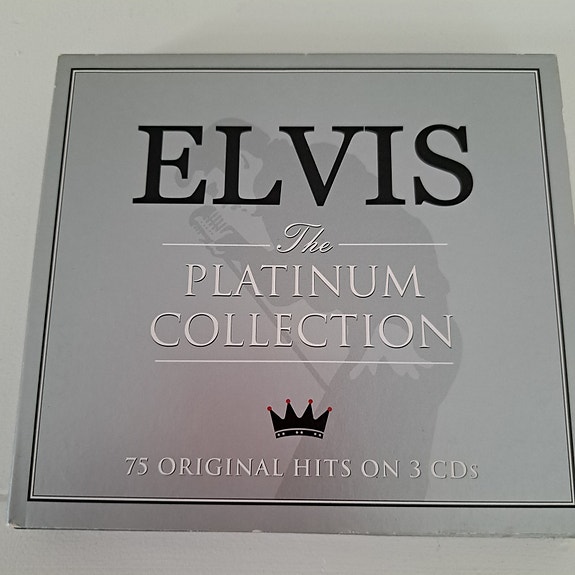 ELVIS
The
PLATINUM
COLLECTION
75 ORIGINAL HITS ON 3 CDs